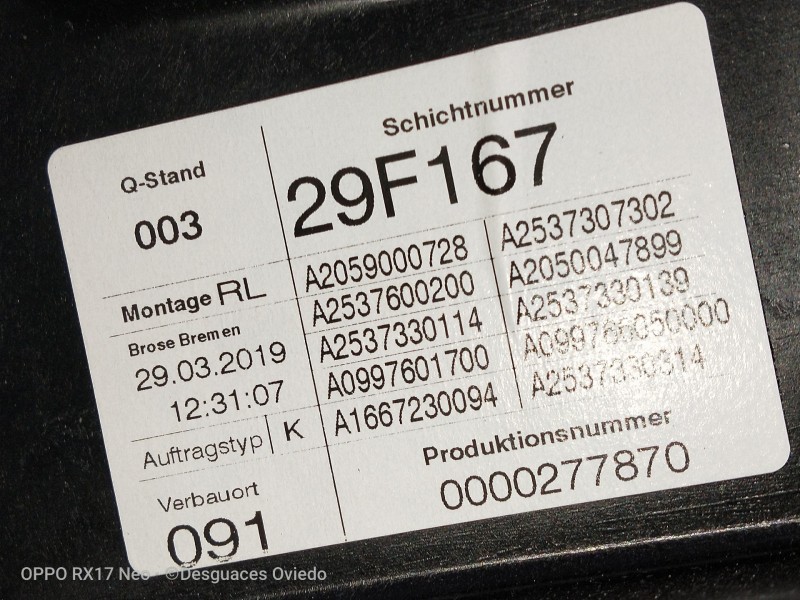 Q-Stand
003
Schichtnummer
29F167
Montage RL
Brose Bremen
29.03.2019
12:31:07
Auftragstyp K
Verbauort
091
A2059000728 A2537307302
A2537600200 A2050047899
A2537330114 A2537330139
A0997601700
A1667230094 A2537330314
Produktionsnummer
0000277870
OPPO RX17 Neo ©Desguaces Oviedo